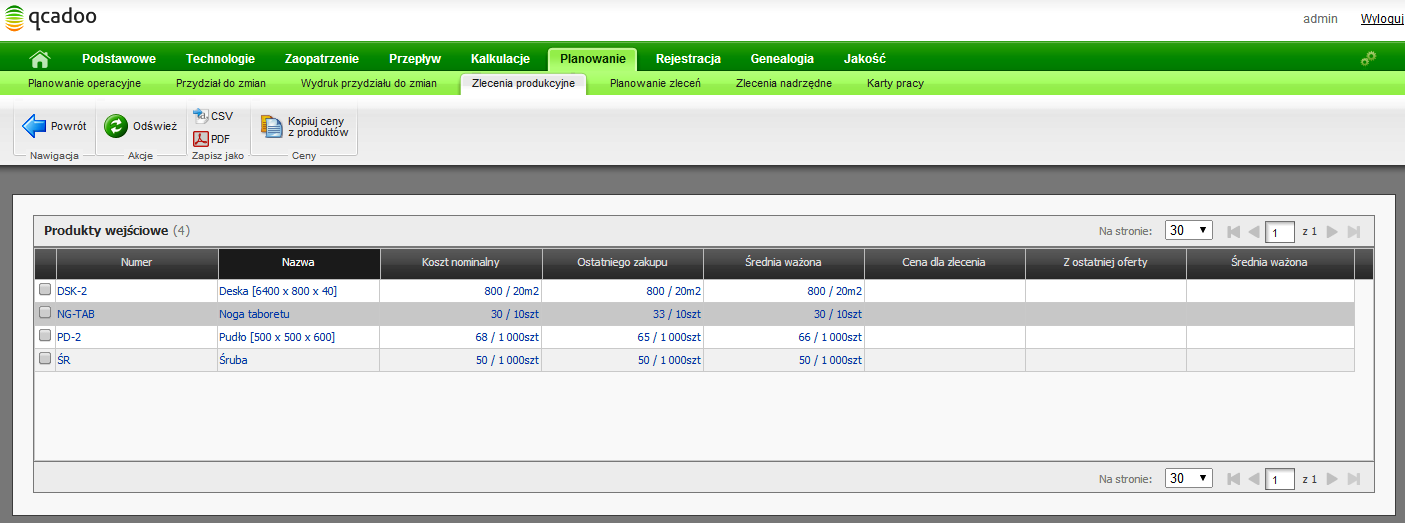 qcadoo
admin Wyloguj
Podstawowe Technologie Zaopatrzenie Przepływ Kalkulacje Planowanie Rejestracja Genealogia Jakość
Planowanie operacyjne Przydział do zmian Wydruk przydziału do zmian Zlecenia produkcyjne Planowanie zleceń Zlecenia nadrzędne Karty pracy
Powrót Odśwież CSV PDF Kopiuj ceny z produktów
Nawigacja Akcje Zapisz jako Ceny
Produkty wejściowe (4) Na stronie: 30 1 z 1
Numer Nazwa Koszt nominalny Ostatniego zakupu Średnia ważona Cena dla zlecenia Z ostatniej oferty Średnia ważona
DSK-2 Deska [6400 x 800 x 40] 800 / 20m2 800 / 20m2 800 / 20m2
NG-TAB Noga taboretu 30 / 10szt 33 / 10szt 30 / 10szt
PD-2 Pudło [500 x 500 x 600] 68 / 1 000szt 65 / 1 000szt 66 / 1 000szt
ŚR Śruba 50 / 1 000szt 50 / 1 000szt 50 / 1 000szt
Na stronie: 30 1 z 1